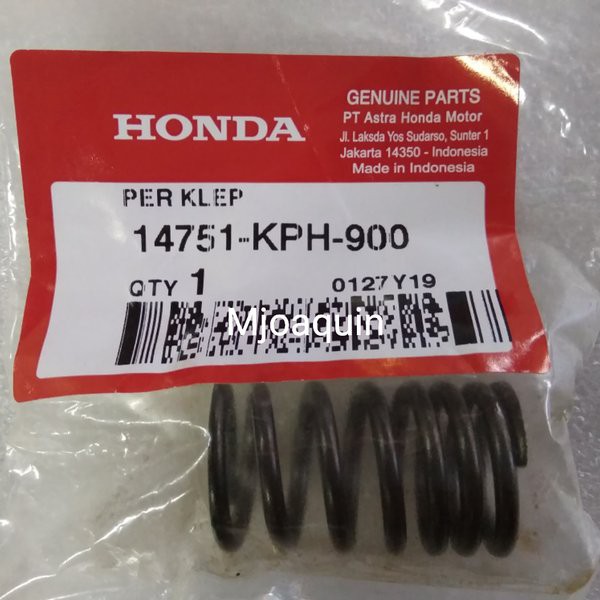 HONDA
GENUINE PARTS
PT Astra Honda Motor
Jl. Laksda Yos Sudarso, Sunter 1
Jakarta 14350 - Indonesia
Made in Indonesia
PER KLEP
14751-KPH-900
QTY 1
0127Y19
Mjoaquin